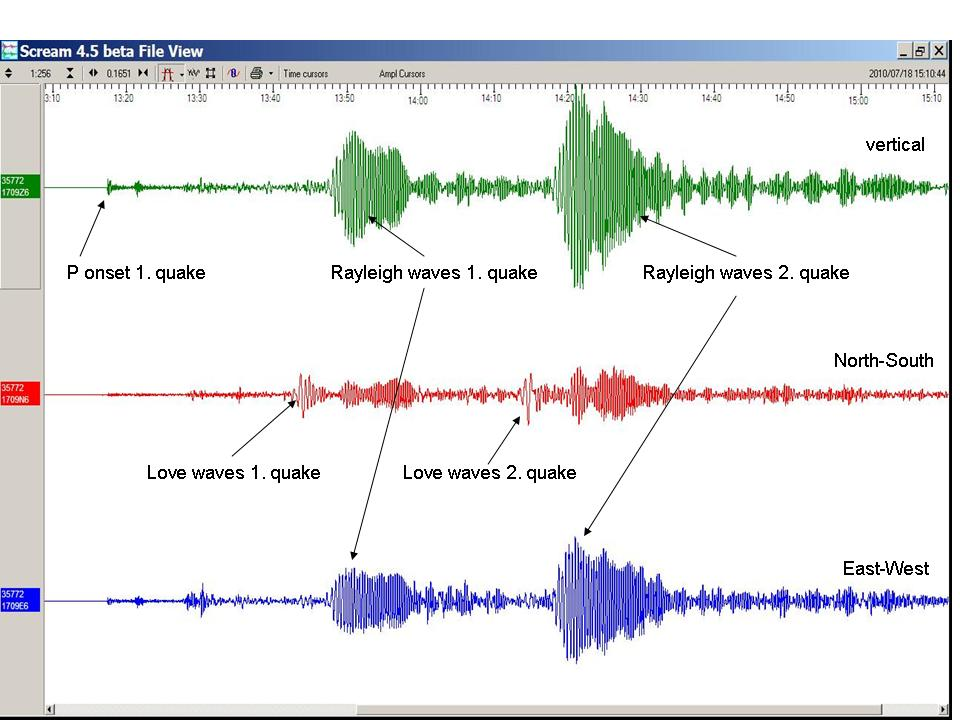 Scream 4.5 beta File View
1:256 0.1651 Time cursors Ampl Cursors 2010/07/18 15:10:44
3:10 13:20 13:30 13:40 13:50 14:00 14:10 14:20 14:30 14:40 14:50 15:00 15:10
vertical
35772
1709Z6
P onset 1. quake Rayleigh waves 1. quake Rayleigh waves 2. quake
North-South
35772
1709N6
Love waves 1. quake Love waves 2. quake
East-West
35772
1709E6